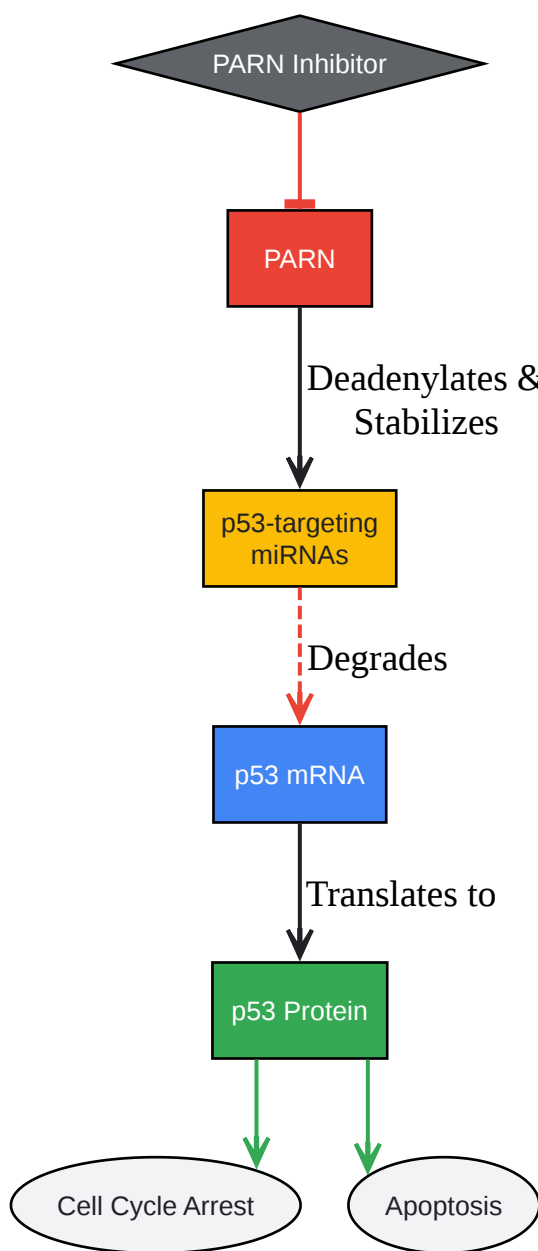 PARN Inhibitor
PARN
Deadenylates &
Stabilizes
p53-targeting
miRNAs
Degrades
p53 mRNA
Translates to
p53 Protein
Cell Cycle Arrest
Apoptosis